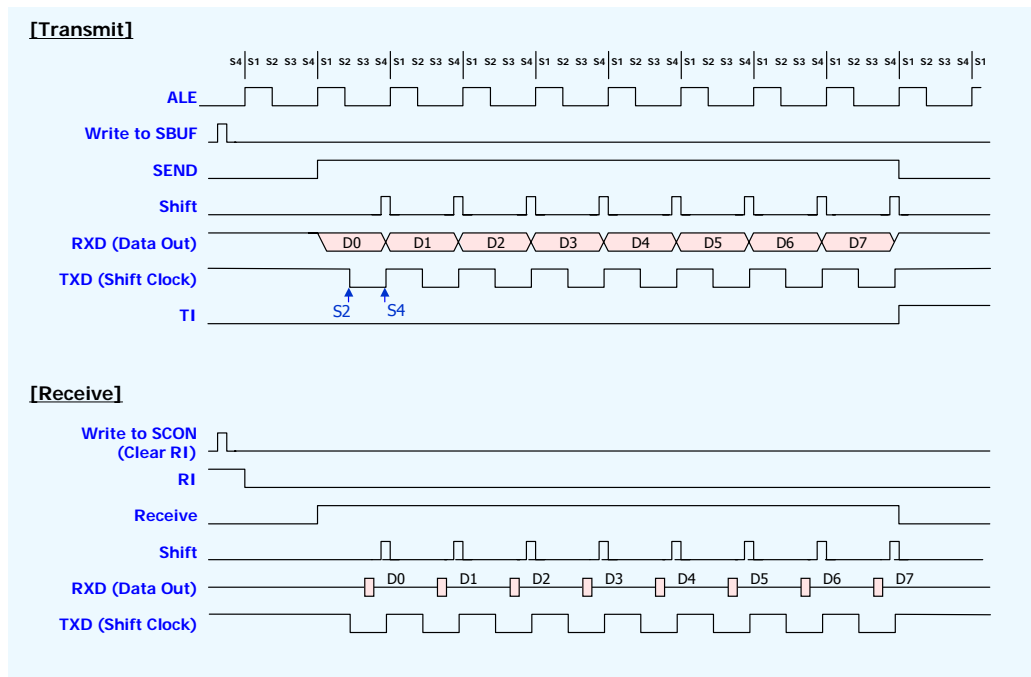 [Transmit]
S4 S1 S2 S3 S4 S1 S2 S3 S4 S1 S2 S3 S4 S1 S2 S3 S4 S1 S2 S3 S4 S1 S2 S3 S4 S1 S2 S3 S4 S1 S2 S3 S4 S1 S2 S3 S4 S1 S2 S3 S4 S1
ALE
Write to SBUF
SEND
Shift
RXD (Data Out) D0 D1 D2 D3 D4 D5 D6 D7
TXD (Shift Clock)
S2 S4
TI
[Receive]
Write to SCON
(Clear RI)
RI
Receive
Shift
RXD (Data Out) D0 D1 D2 D3 D4 D5 D6 D7
TXD (Shift Clock)